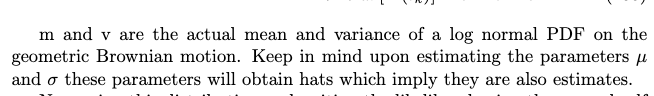 m and v are the actual mean and variance of a log normal PDF on the
geometric Brownian motion. Keep in mind upon estimating the parameters μ
and σ these parameters will obtain hats which imply they are also estimates.